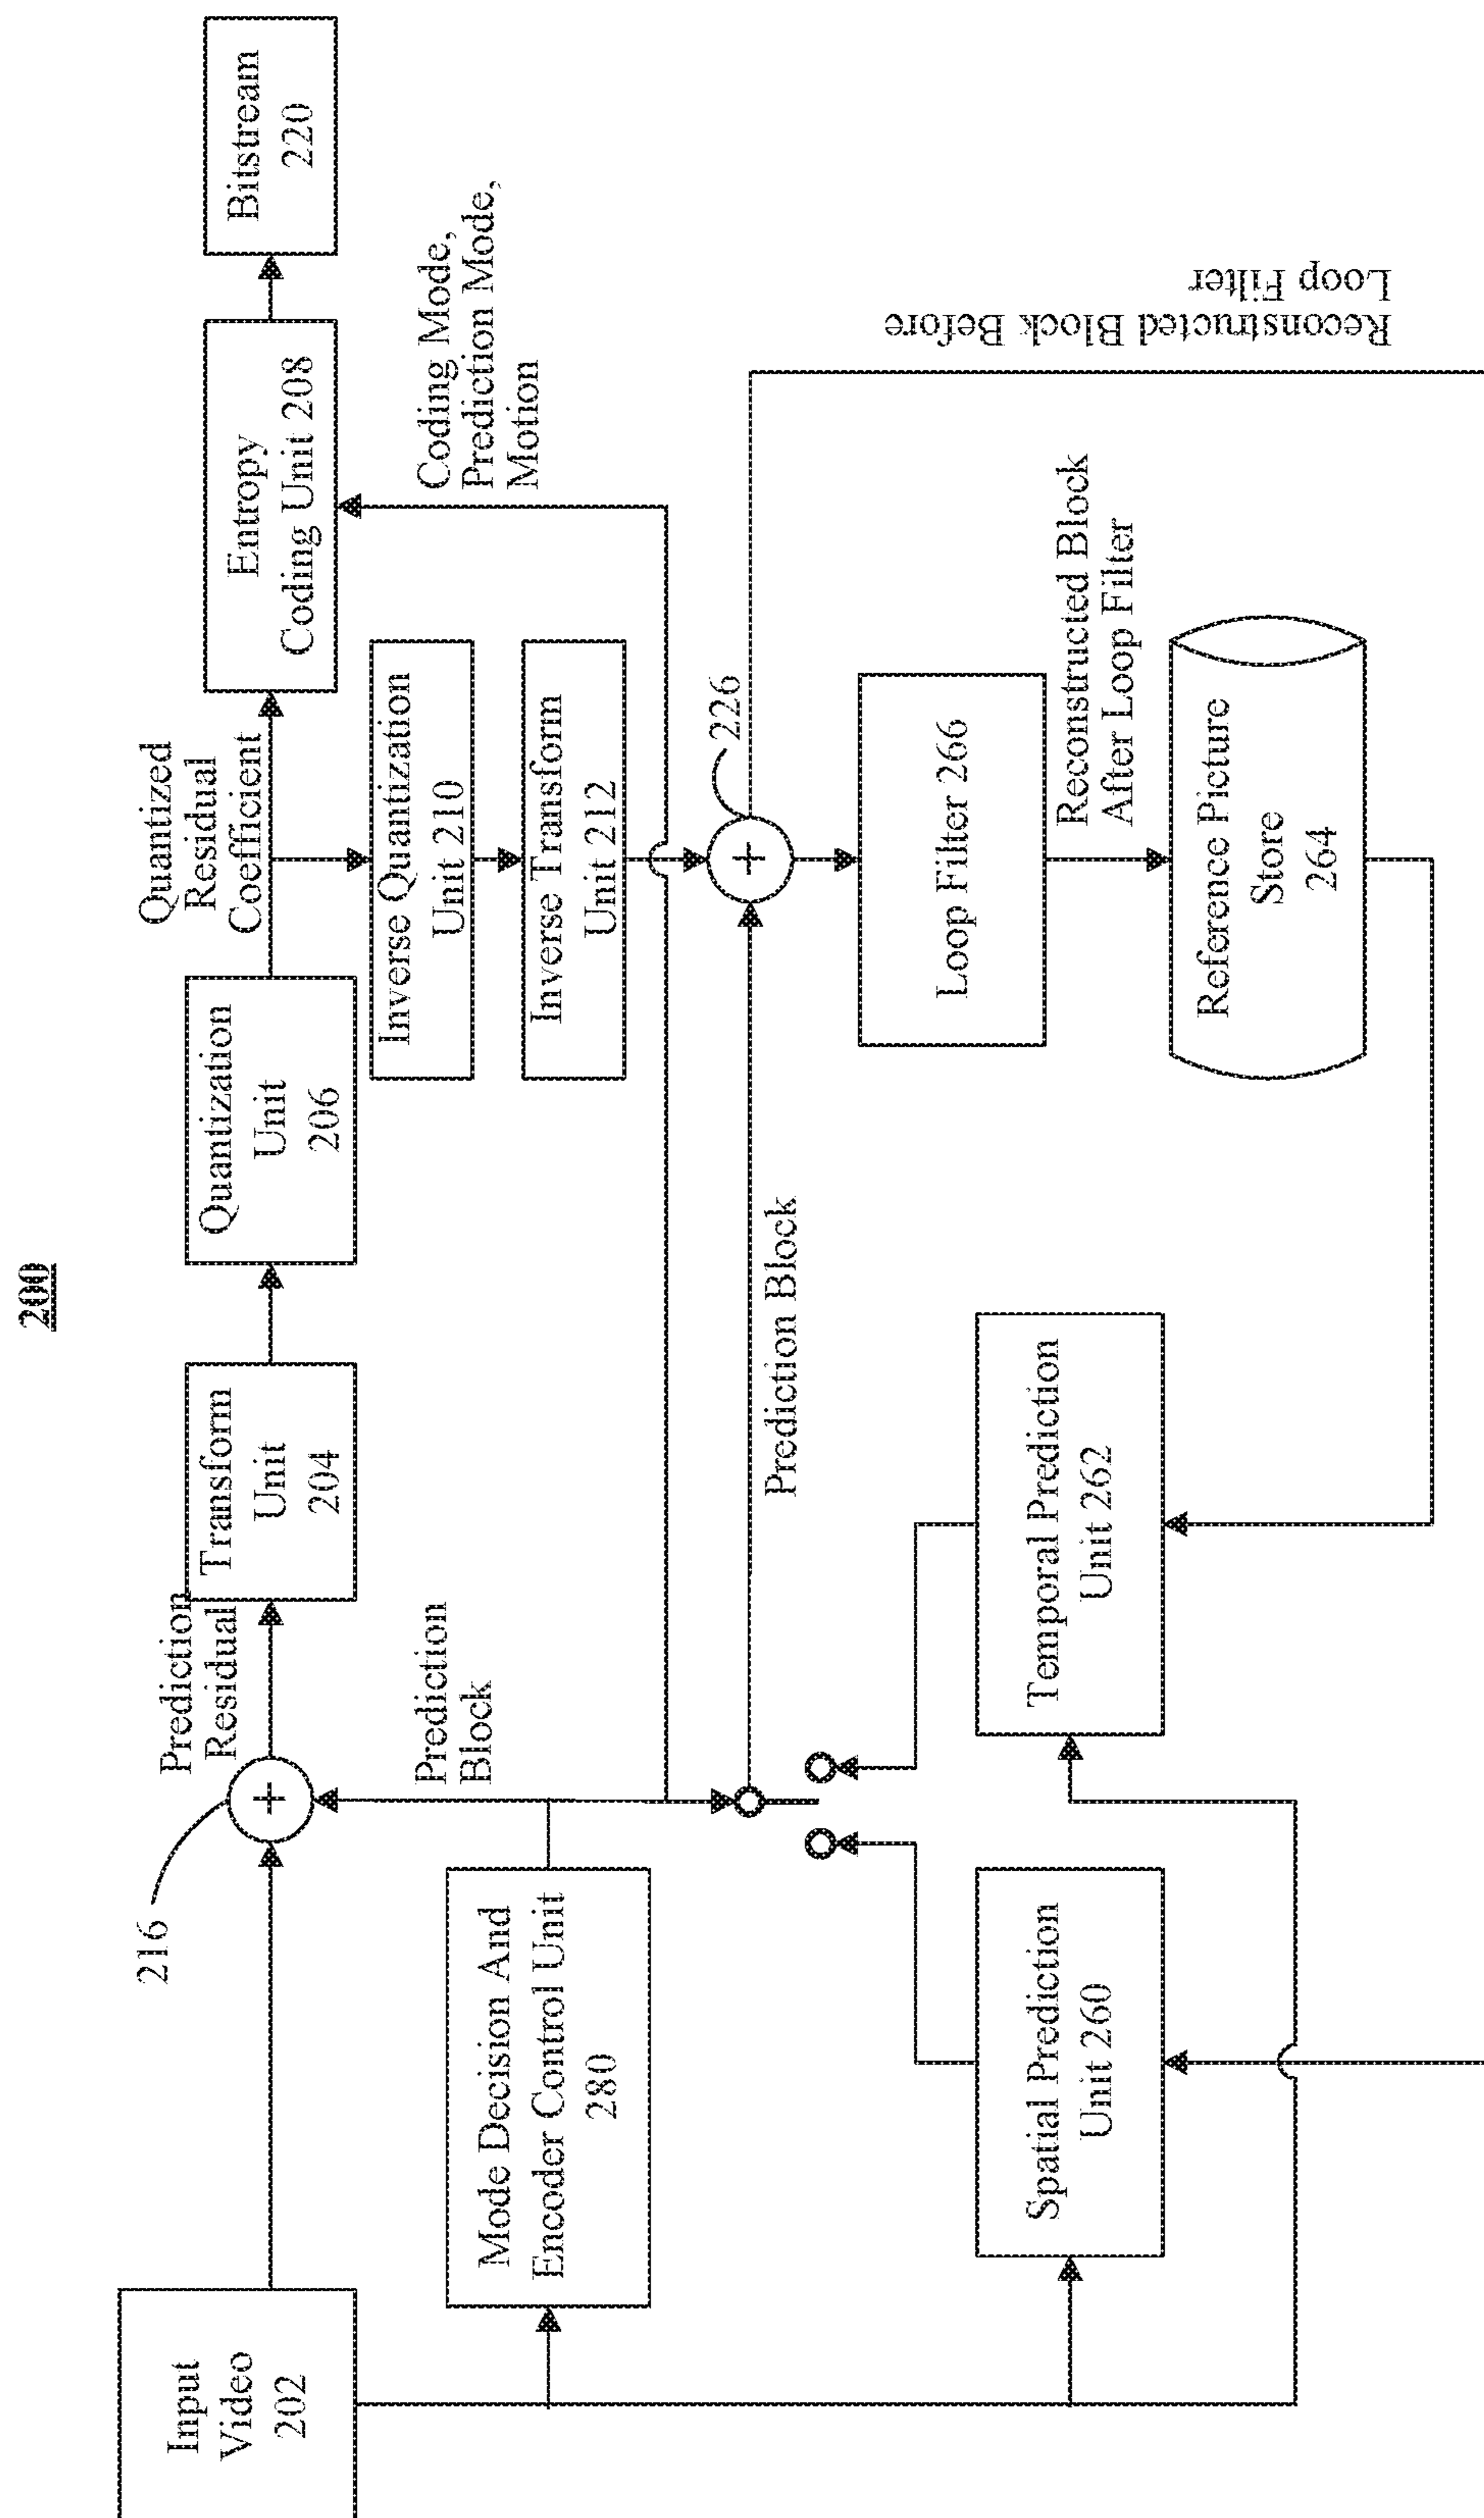 200
Input
Video
202
216
Prediction
Residual
Transform
Unit
204
Quantization
Unit
206
Quantized
Residual
Coefficient
Entropy
Coding Unit 208
Bitstream
220
Mode Decision And
Encoder Control Unit
280
Prediction
Block
Inverse Quantization
Unit 210
Inverse Transform
Unit 212
Coding Mode,
Prediction Mode,
Motion
Prediction Block
226
Spatial Prediction
Unit 260
Temporal Prediction
Unit 262
Loop Filter 266
Reconstructed Block
After Loop Filter
Reference Picture
Store
264
Reconstructed Block Before
Loop Filter